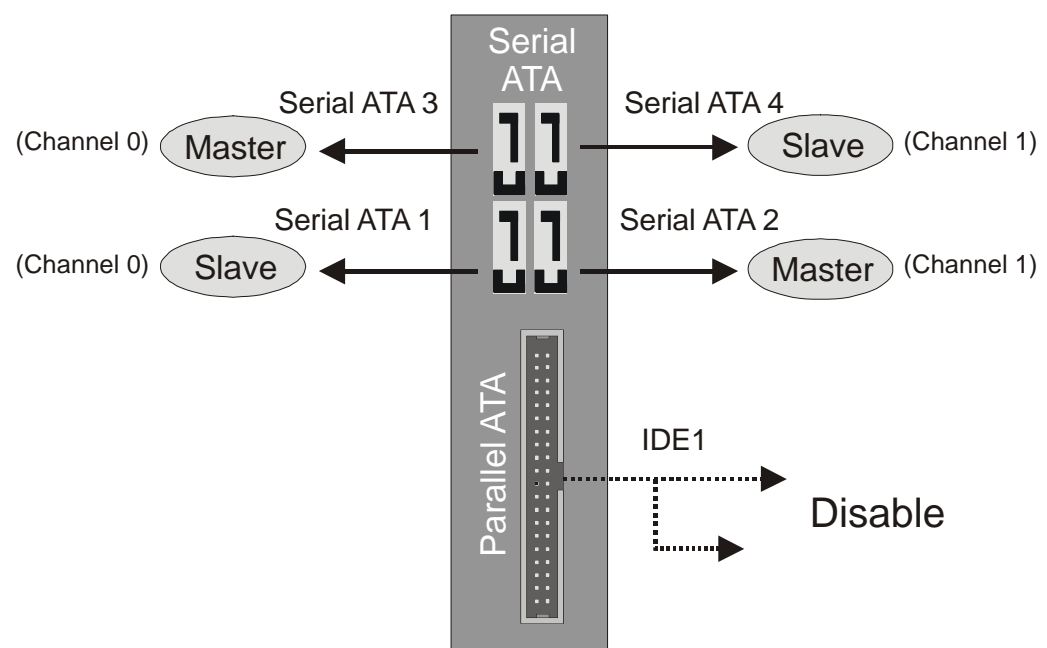 Serial
ATA
Serial ATA 3
Serial ATA 4
(Channel 0)
Master
Slave
(Channel 1)
Serial ATA 1
Serial ATA 2
(Channel 0)
Slave
Master
(Channel 1)
Parallel ATA
IDE1
Disable